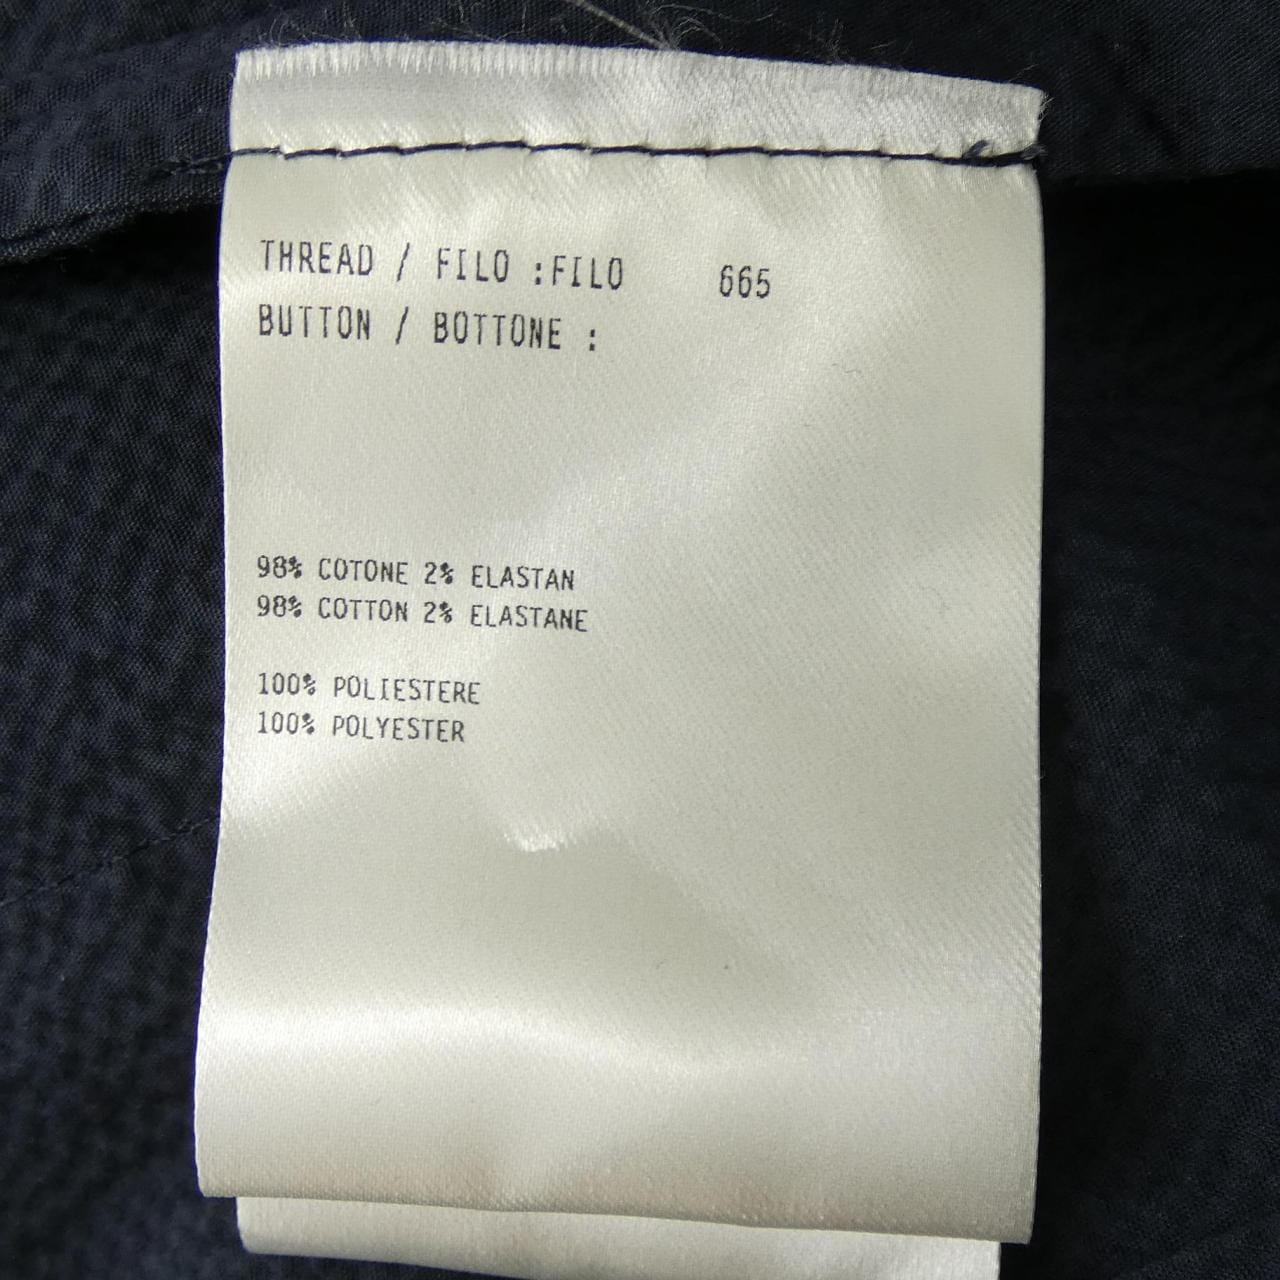 THREAD / FILO :FILO 665
BUTTON / BOTTONE :
98% COTONE 2% ELASTAN
98% COTTON 2% ELASTANE
100% POLIESTERE
100% POLYESTER